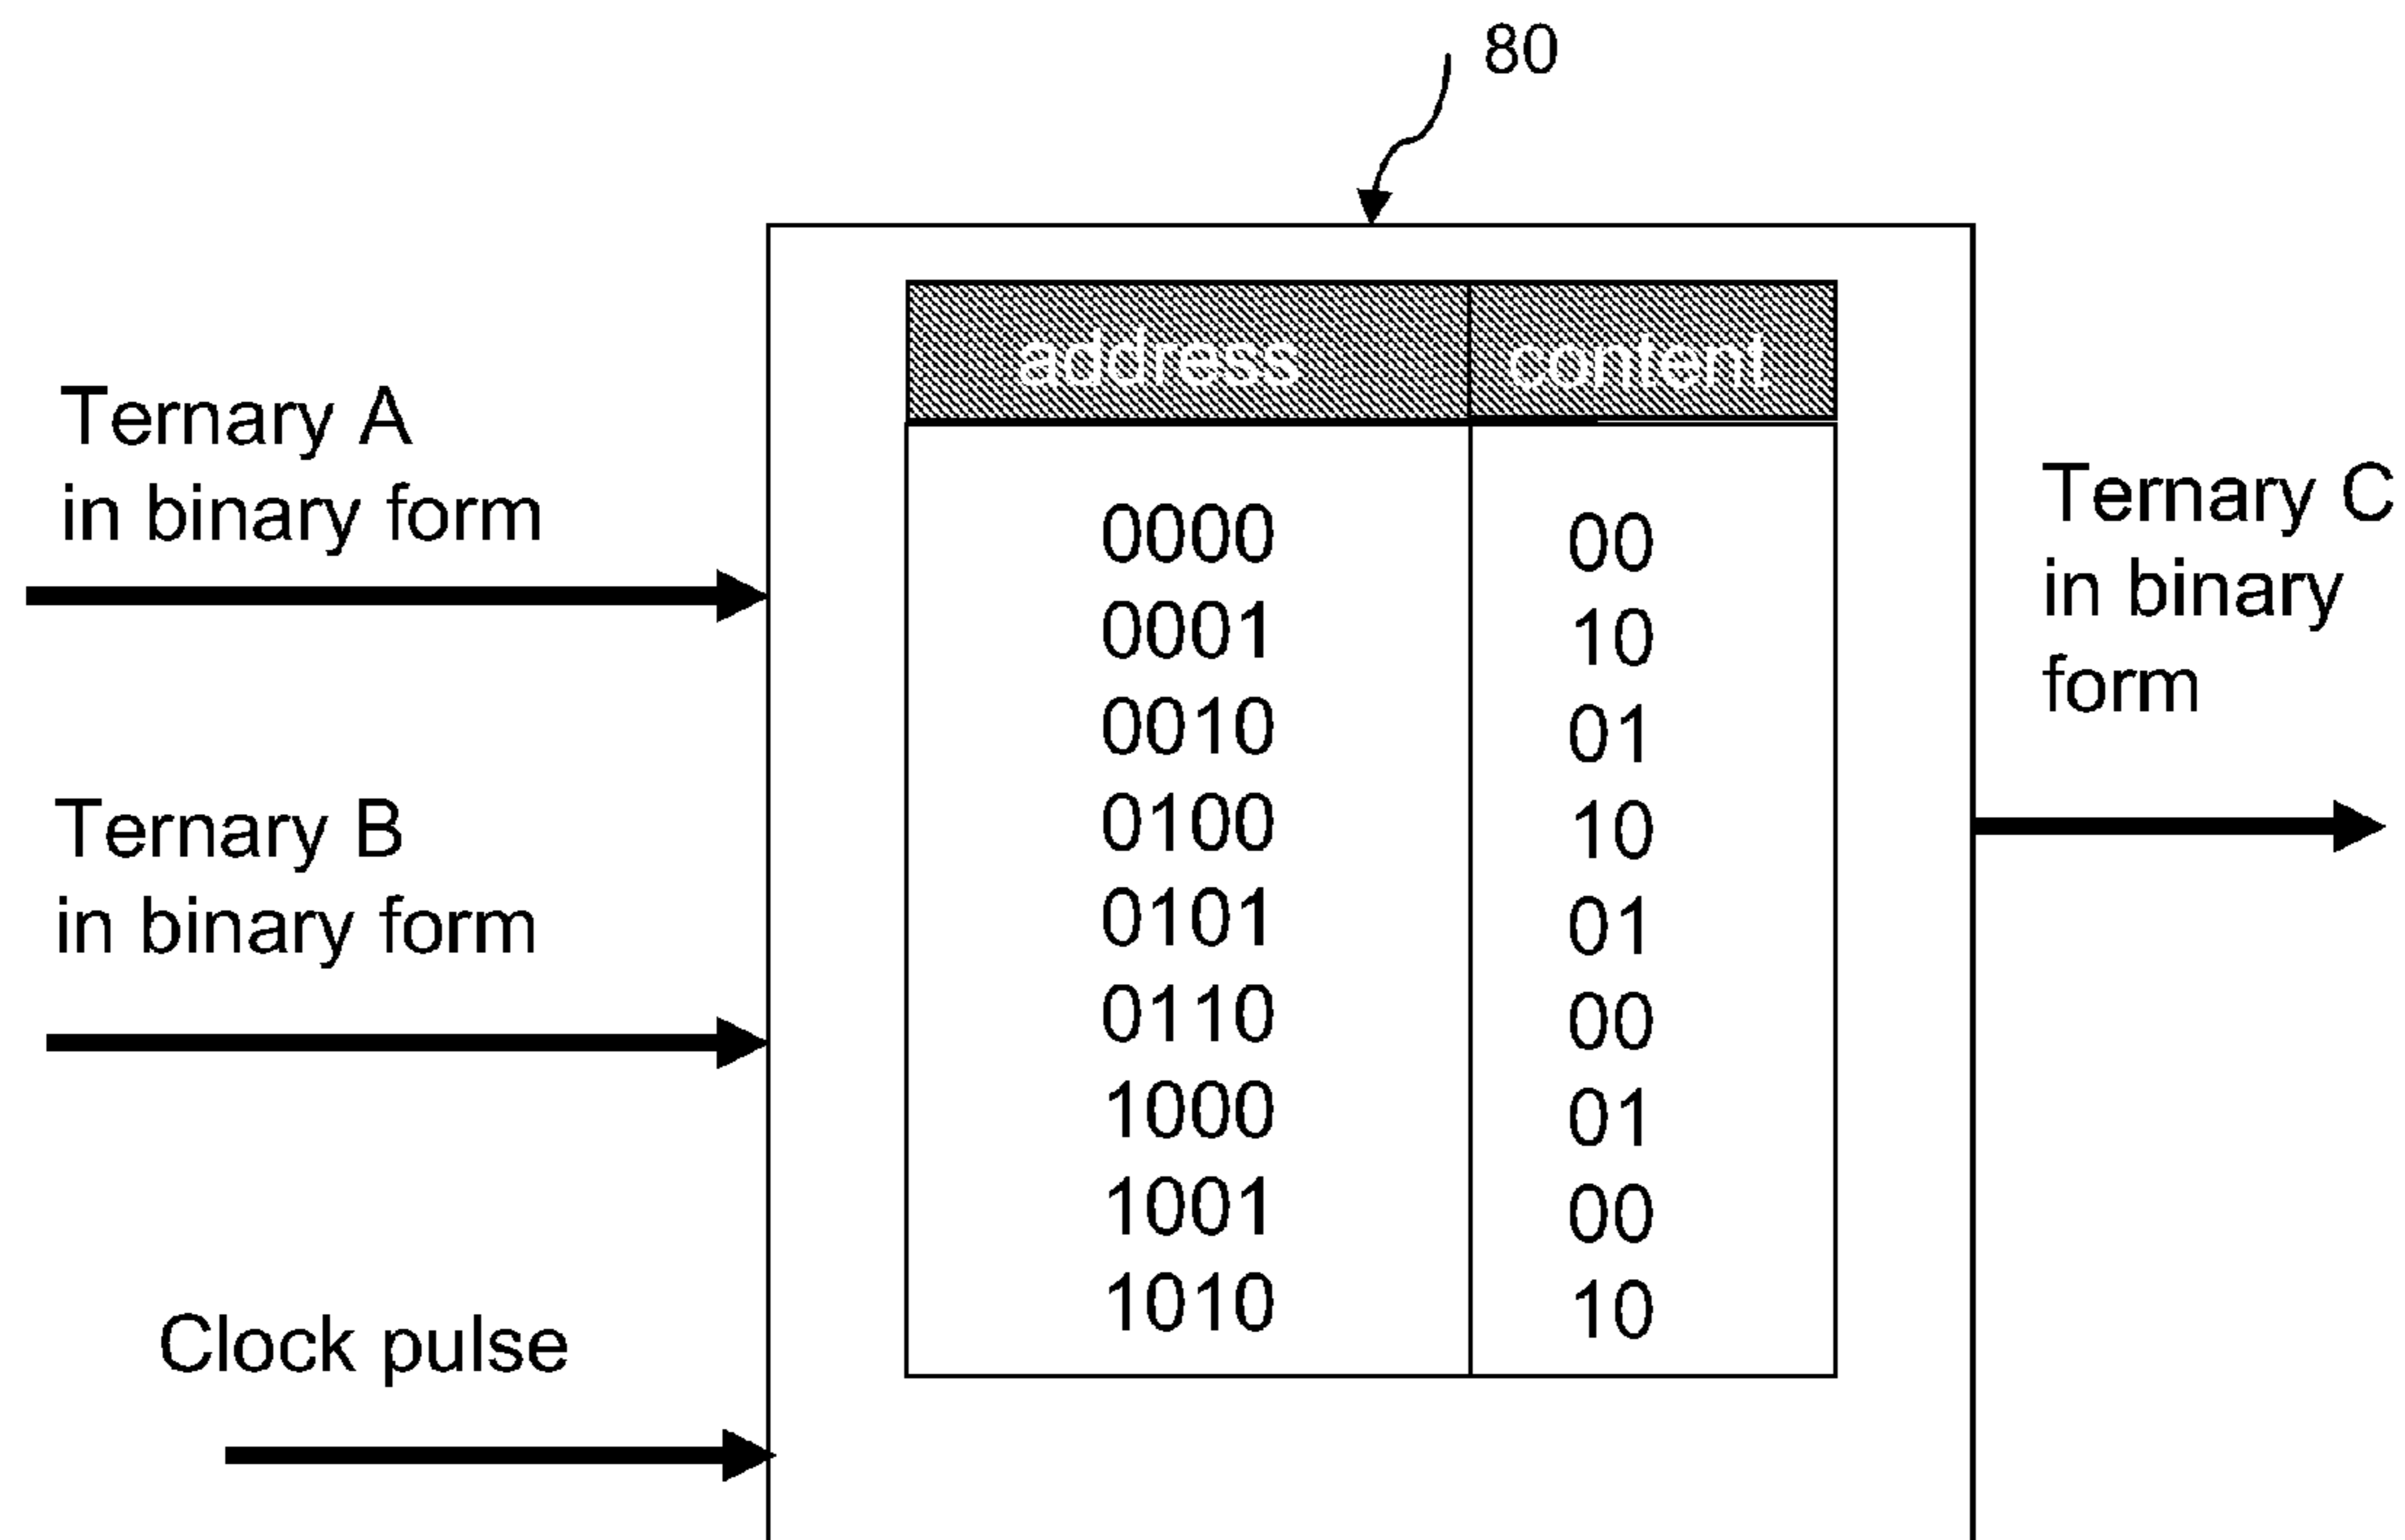 80
Ternary A
in binary form
Ternary B
in binary form
Clock pulse
address content
0000 00
0001 10
0010 01
0100 10
0101 01
0110 00
1000 01
1001 00
1010 10
Ternary C
in binary
form